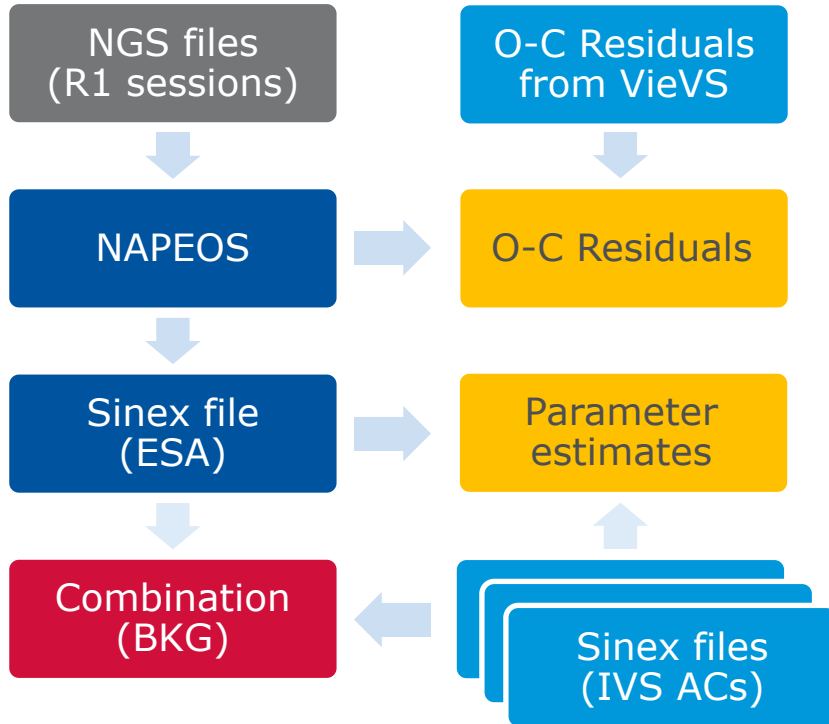 NGS files
(R1 sessions)
O-C Residuals
from VieVS
NAPEOS
O-C Residuals
Sinex file
(ESA)
Parameter
estimates
Combination
(BKG)
Sinex files
(IVS ACs)